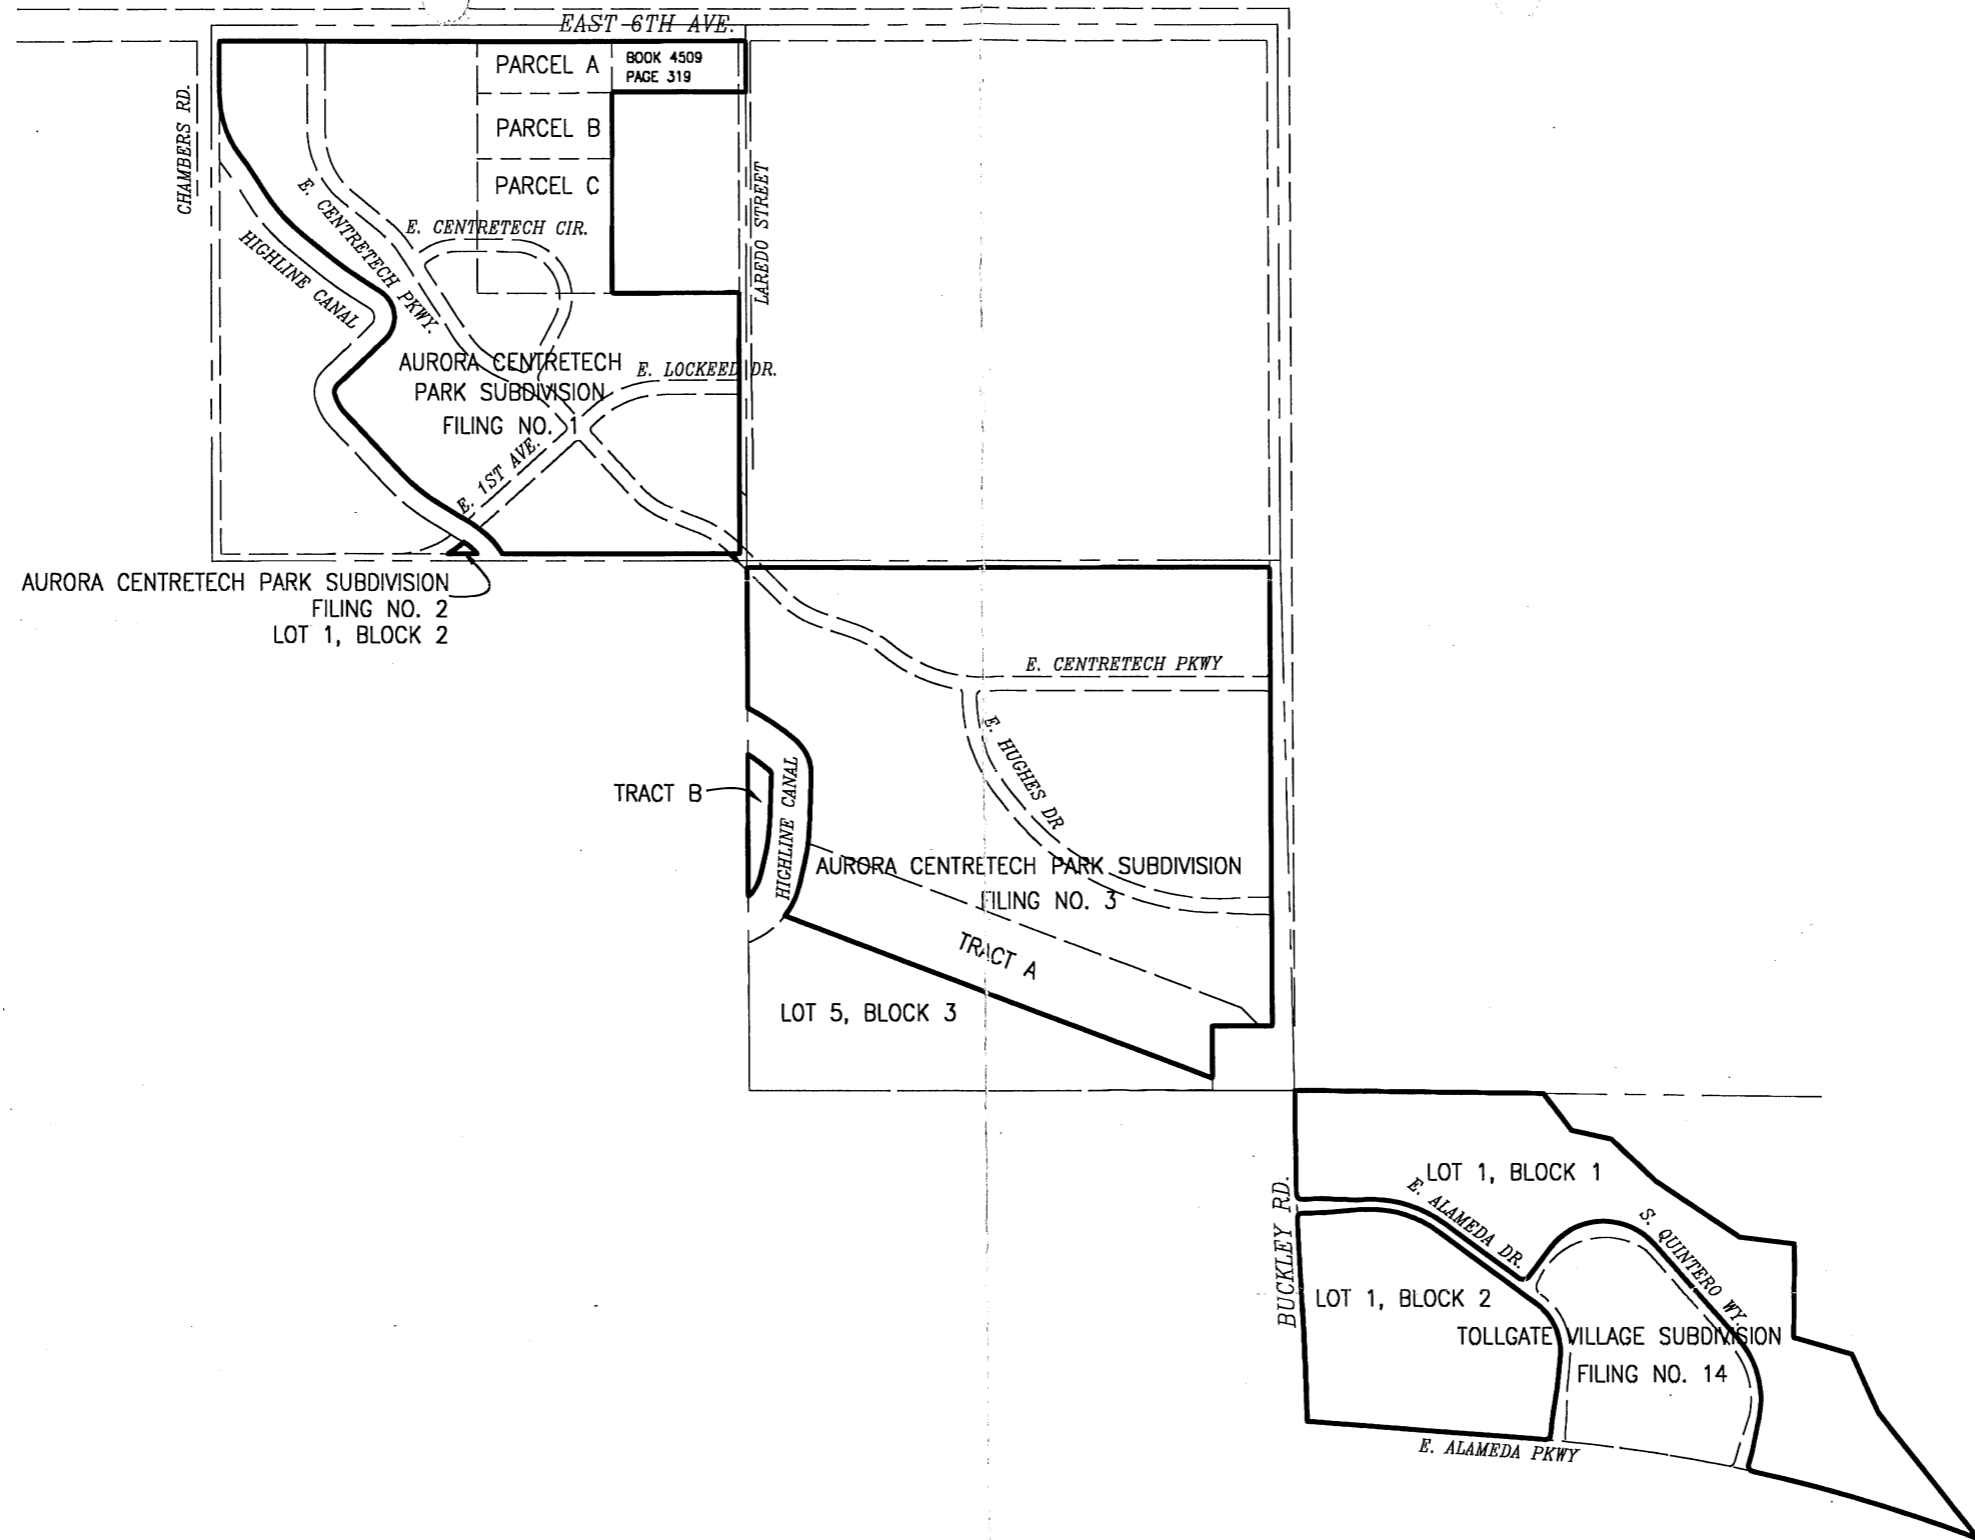 EAST 6TH AVE.
PARCEL A
BOOK 4509
PAGE 319
CHAMBERS RD.
PARCEL B
PARCEL C
LAREDO STREET
E. CENTRETECH PKWY.
E. CENTRETECH CIR.
HIGHLINE CANAL
AURORA CENTRETECH
PARK SUBDIVISION
FILING NO. 1
E. LOCKEED DR.
E. 1ST AVE.
AURORA CENTRETECH PARK SUBDIVISION
FILING NO. 2
LOT 1, BLOCK 2
E. CENTRETECH PKWY
E. HUGHES DR
TRACT B
HIGHLINE CANAL
AURORA CENTRETECH PARK SUBDIVISION
FILING NO. 3
TRACT A
LOT 5, BLOCK 3
LOT 1, BLOCK 1
E. ALAMEDA DR.
S. QUINTERO WY.
BUCKLEY RD.
LOT 1, BLOCK 2
TOLLGATE VILLAGE SUBDIVISION
FILING NO. 14
E. ALAMEDA PKWY